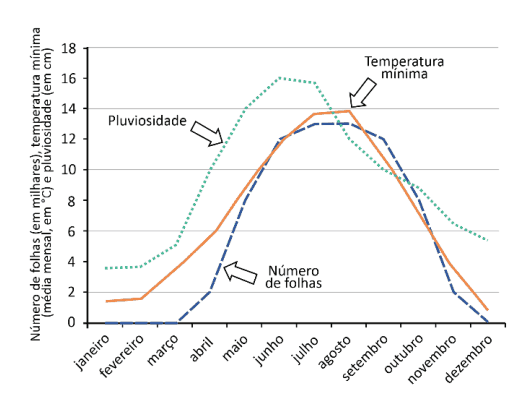 Número de folhas (em milhares), temperatura mínima
(média mensal, em °C) e pluviosidade (em cm)
18
16
14
12
10
8
6
4
2
0
Temperatura
mínima
Pluviosidade
Número
de folhas
janeiro
fevereiro
março
abril
maio
junho
julho
agosto
setembro
outubro
novembro
dezembro